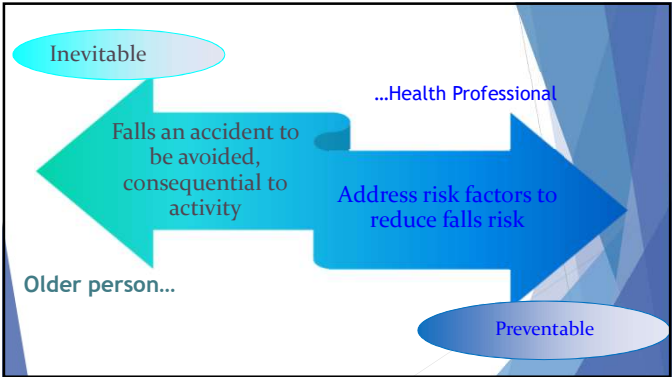 Inevitable
...Health Professional
Falls an accident to
be avoided,
consequential to
activity
Address risk factors to
reduce falls risk
Older person...
Preventable